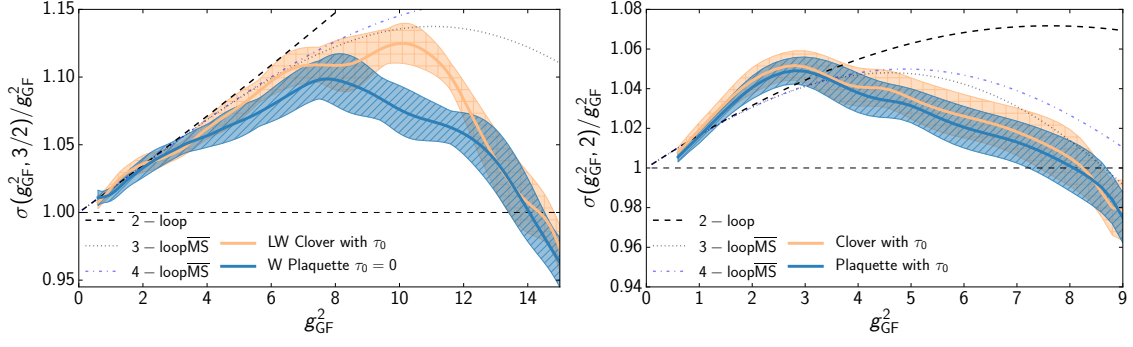 1.15
1.10
1.05
1.00
0.95
σ(g²_GF, 3/2)/g²_GF
2 − loop
3 − loop M̅S̅
4 − loop M̅S̅
LW Clover with τ₀
W Plaquette τ₀ = 0
0 2 4 6 8 10 12 14
g²_GF
1.08
1.06
1.04
1.02
1
0.98
0.96
0.94
σ(g²_GF, 2)/g²_GF
2 − loop
3 − loop M̅S̅
4 − loop M̅S̅
Clover with τ₀
Plaquette with τ₀
0 1 2 3 4 5 6 7 8 9
g²_GF